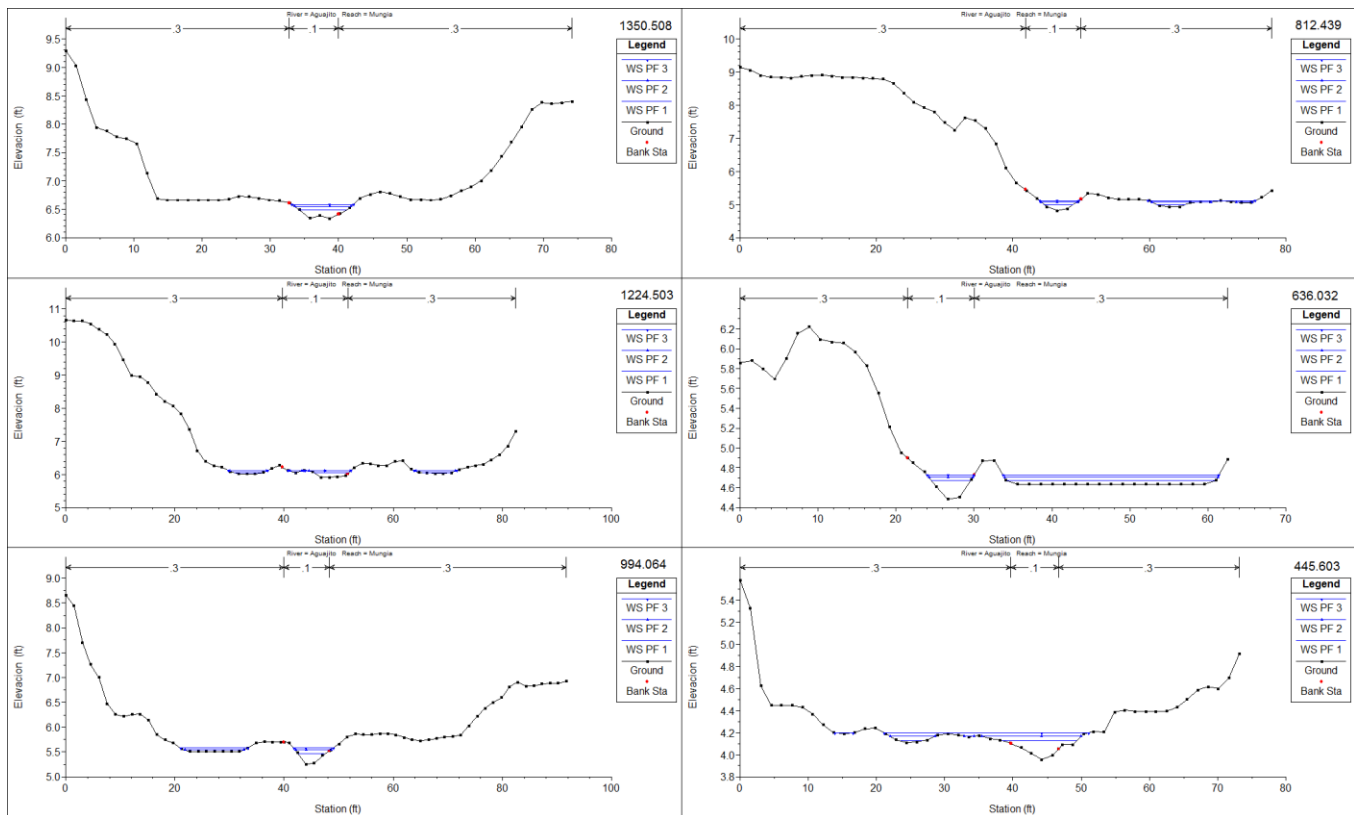 River = Aguajito Reach = Mungia
1350.508
.3 .1 .3
Legend
WS PF 3
WS PF 2
WS PF 1
Ground
Bank Sta
Elevacion (ft)
9.5
9.0
8.5
8.0
7.5
7.0
6.5
6.0
0 10 20 30 40 50 60 70 80
Station (ft)
River = Aguajito Reach = Mungia
812.439
.3 .1 .3
Legend
WS PF 3
WS PF 2
WS PF 1
Ground
Bank Sta
Elevacion (ft)
10
9
8
7
6
5
4
0 20 40 60 80
Station (ft)
River = Aguajito Reach = Mungia
1224.503
.3 .1 .3
Legend
WS PF 3
WS PF 2
WS PF 1
Ground
Bank Sta
Elevacion (ft)
11
10
9
8
7
6
5
0 20 40 60 80 100
Station (ft)
River = Aguajito Reach = Mungia
636.032
.3 .1 .3
Legend
WS PF 3
WS PF 2
WS PF 1
Ground
Bank Sta
Elevacion (ft)
6.2
6.0
5.8
5.6
5.4
5.2
5.0
4.8
4.6
4.4
0 10 20 30 40 50 60 70
Station (ft)
River = Aguajito Reach = Mungia
994.064
.3 .1 .3
Legend
WS PF 3
WS PF 2
WS PF 1
Ground
Bank Sta
Elevacion (ft)
9.0
8.5
8.0
7.5
7.0
6.5
6.0
5.5
5.0
0 20 40 60 80 100
Station (ft)
River = Aguajito Reach = Mungia
445.603
.3 .1 .3
Legend
WS PF 3
WS PF 2
WS PF 1
Ground
Bank Sta
Elevacion (ft)
5.4
5.2
5.0
4.8
4.6
4.4
4.2
4.0
3.8
0 10 20 30 40 50 60 70 80
Station (ft)